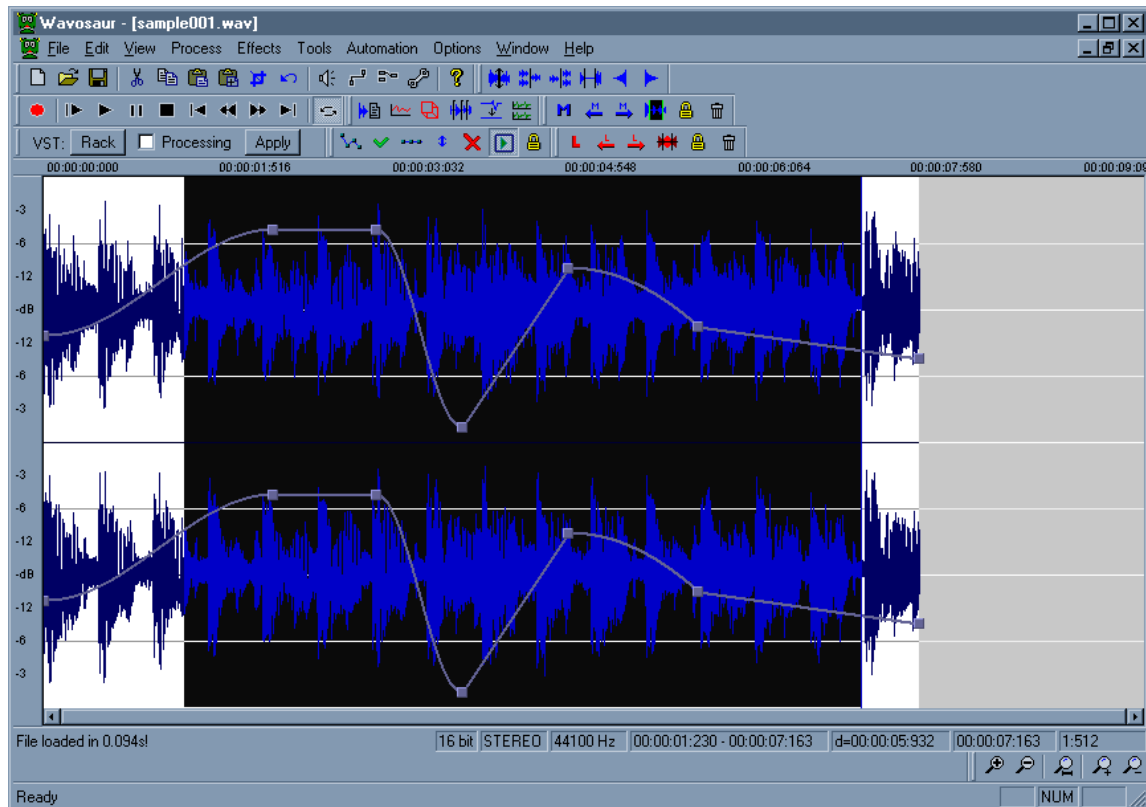 Wavosaur - [sample001.wav]
File Edit View Process Effects Tools Automation Options Window Help
M M M
VST: Rack Processing Apply L L L
00:00:00:000 00:00:01:516 00:00:03:032 00:00:04:548 00:00:06:064 00:00:07:580 00:00:09:09
-3
-6
-12
-dB
-12
-6
-3
-3
-6
-12
-dB
-12
-6
-3
File loaded in 0.094s! 16 bit STEREO 44100 Hz 00:00:01:230 - 00:00:07:163 d=00:00:05:932 00:00:07:163 1:512
Ready NUM